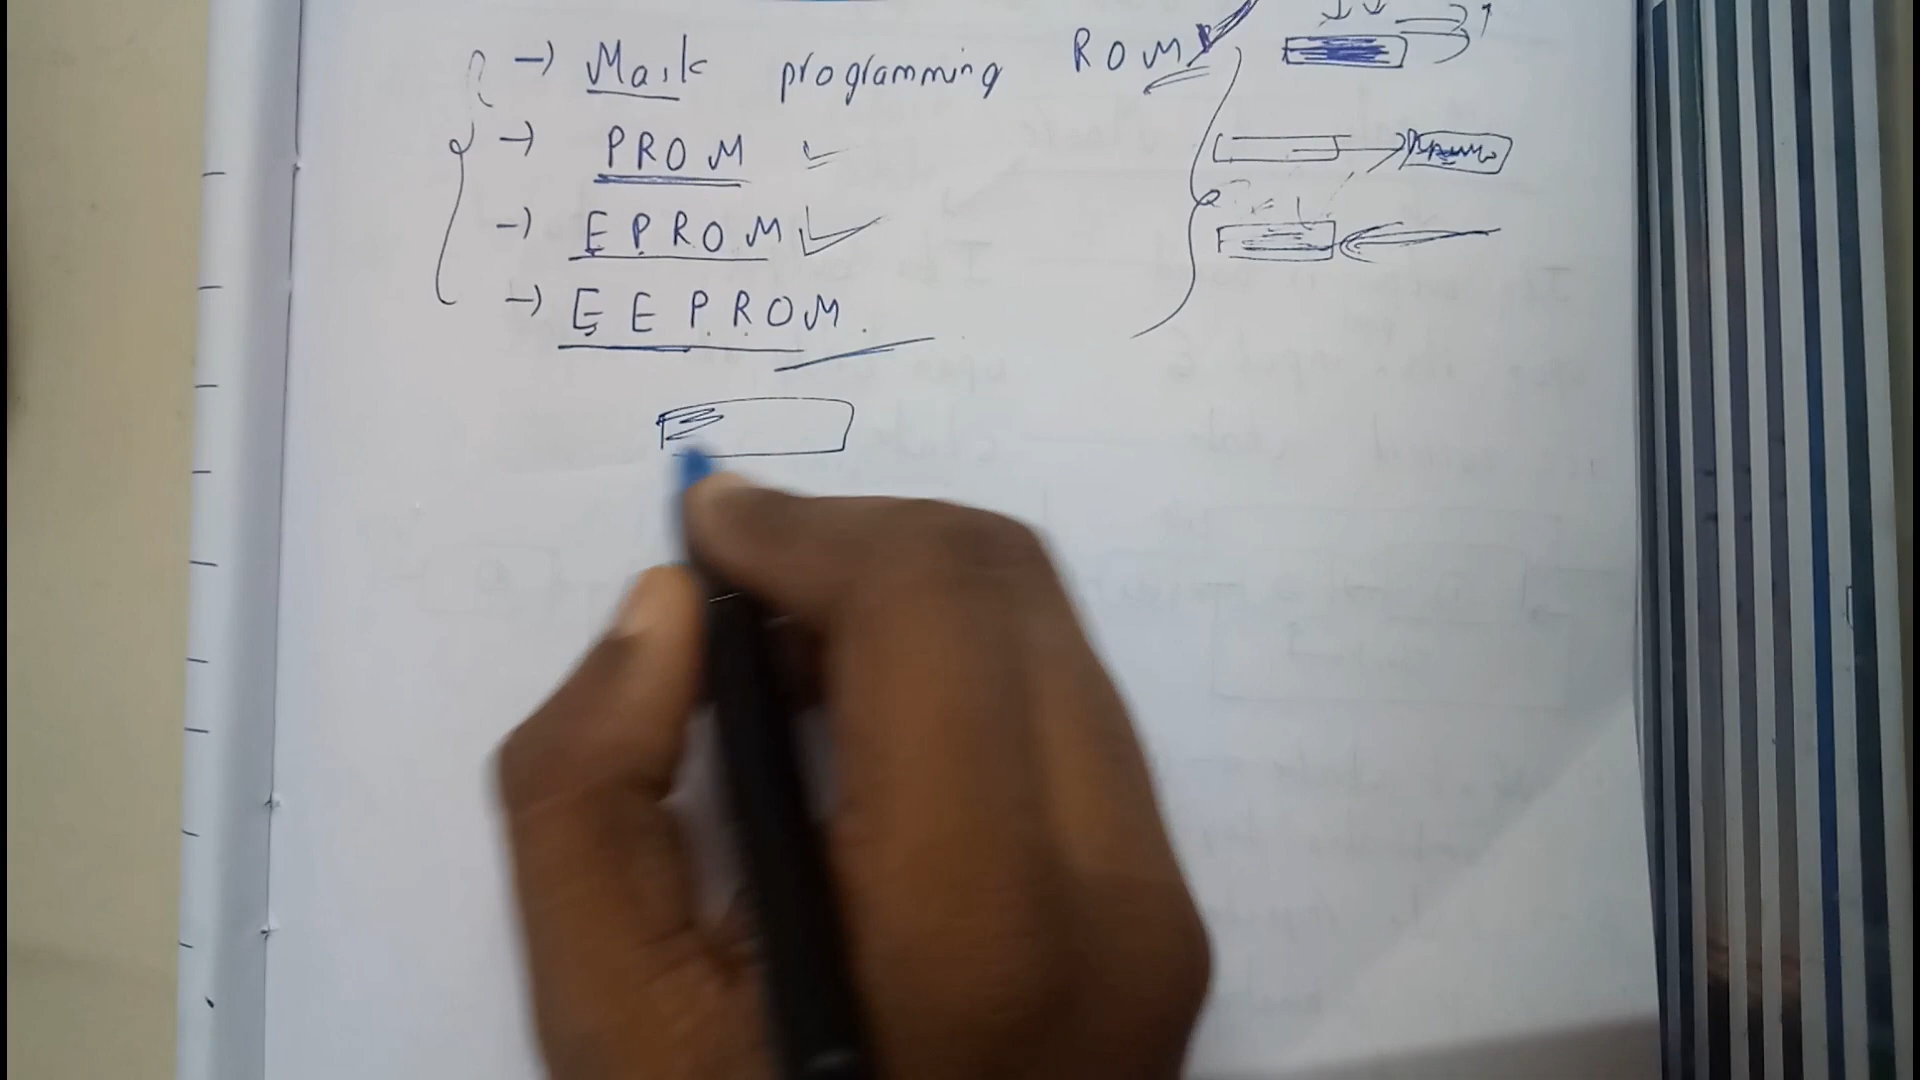 → Mask programming ROM
→ PROM
→ EPROM
→ EEPROM.